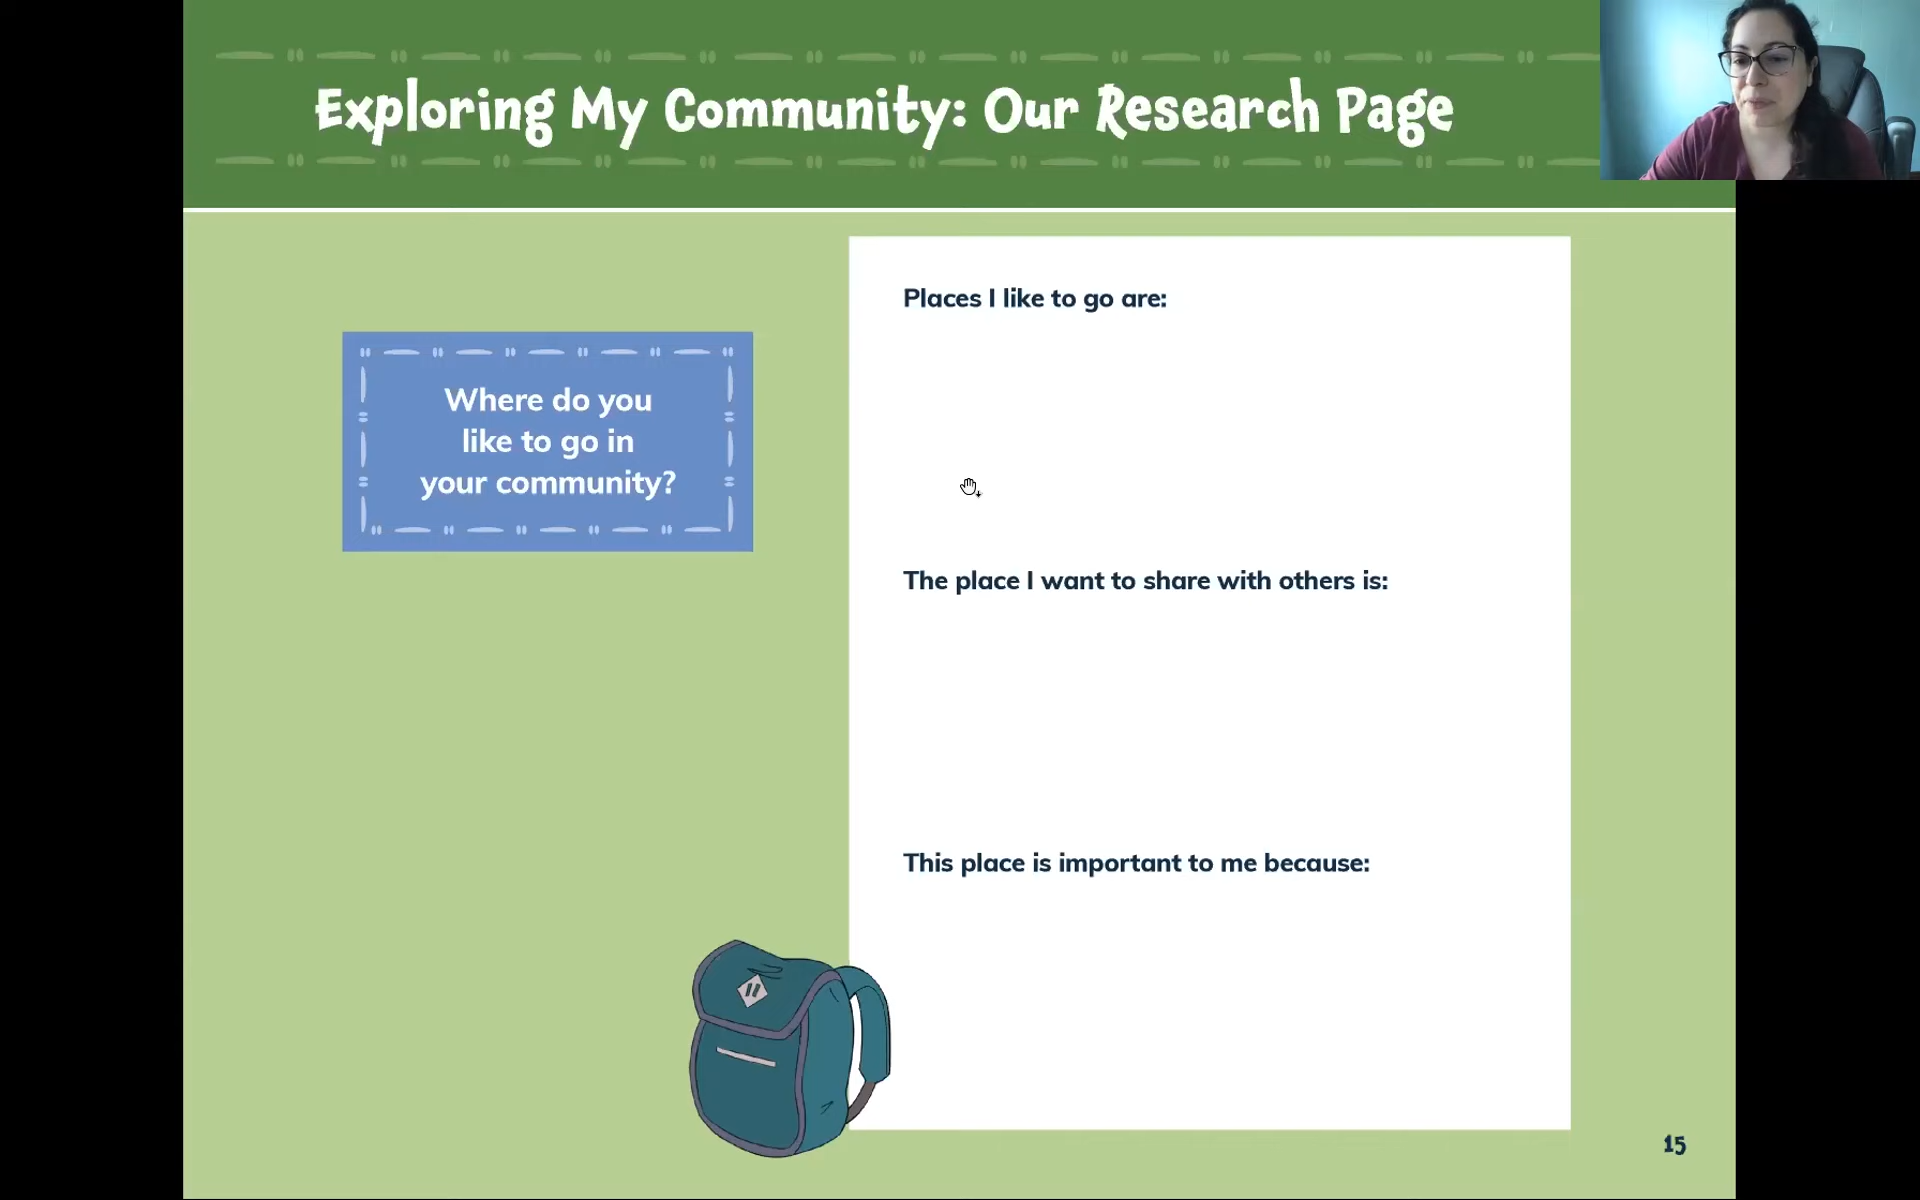 Exploring My Community: Our Research Page
Where do you
like to go in
your community?
Places I like to go are:
The place I want to share with others is:
This place is important to me because:
15